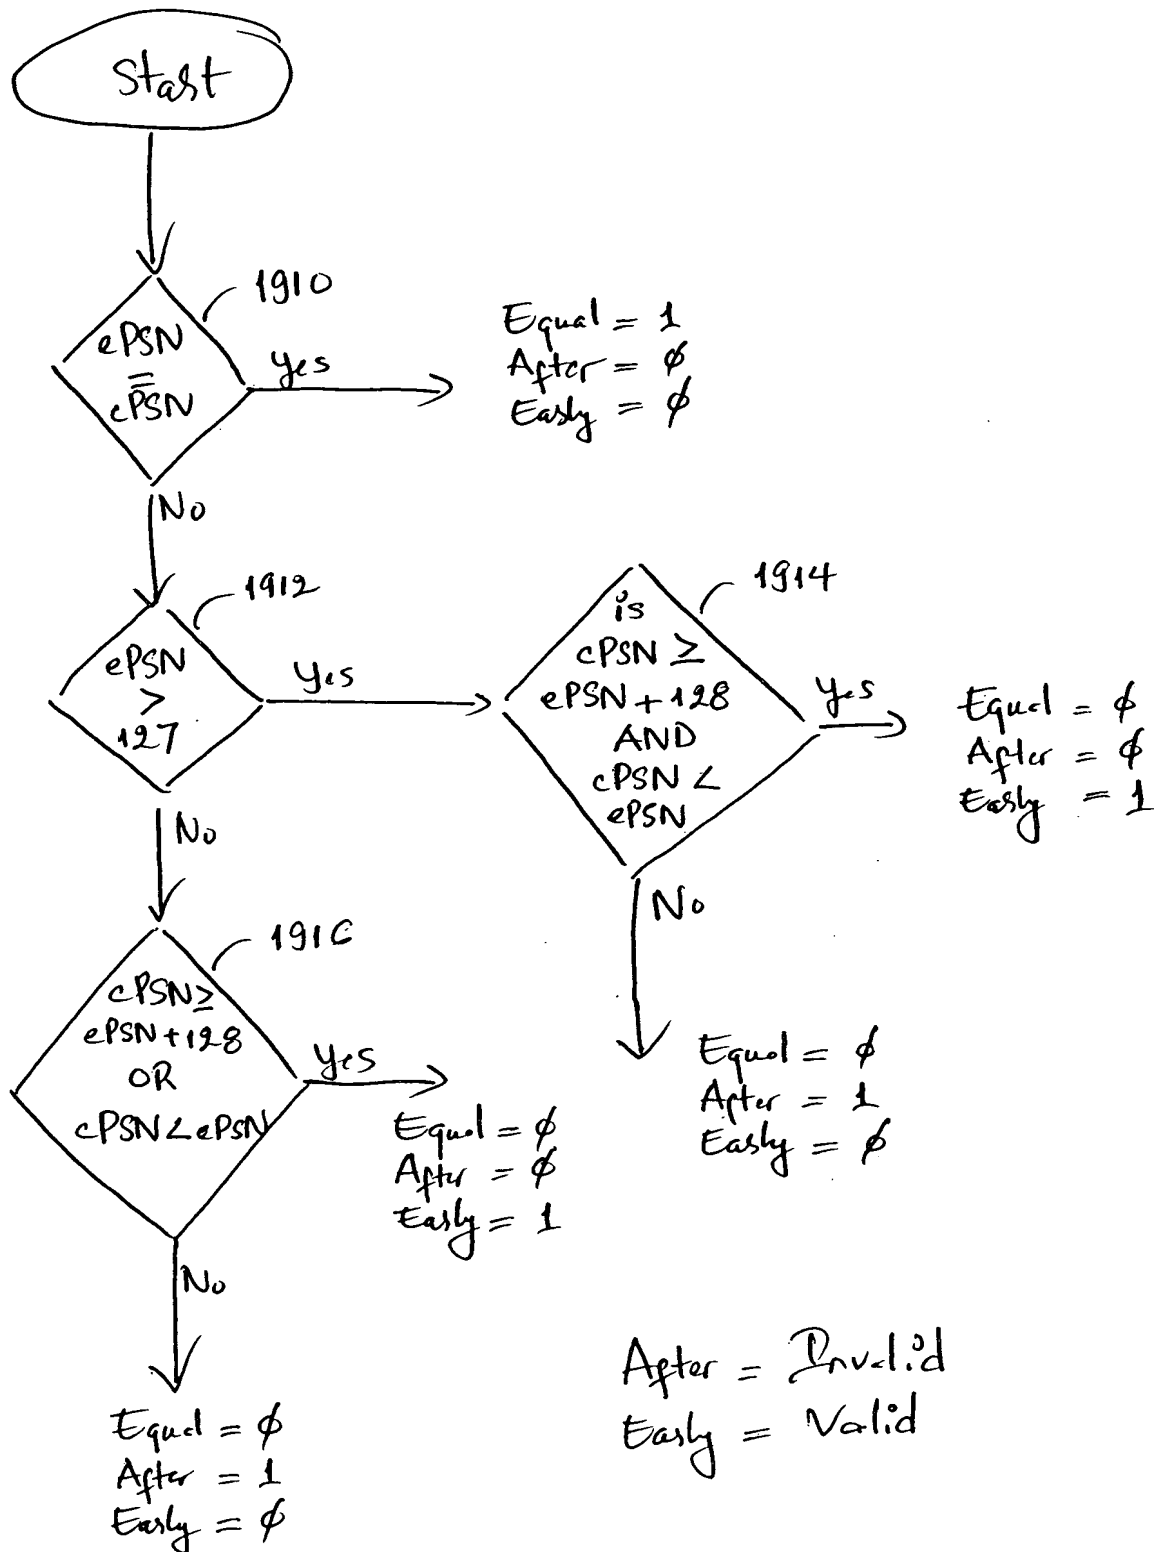 Start
1910
ePSN
=
cPSN
Yes
Equal = 1
After = ϕ
Early = ϕ
No
1912
ePSN
>
127
Yes
1914
is
cPSN ≥
ePSN + 128
AND
cPSN <
ePSN
Yes
Equal = ϕ
After = ϕ
Early = 1
No
Equal = ϕ
After = 1
Early = ϕ
No
1916
cPSN ≥
ePSN + 128
OR
cPSN < ePSN
Yes
Equal = ϕ
After = ϕ
Early = 1
No
Equal = ϕ
After = 1
Early = ϕ
After = Invalid
Early = Valid